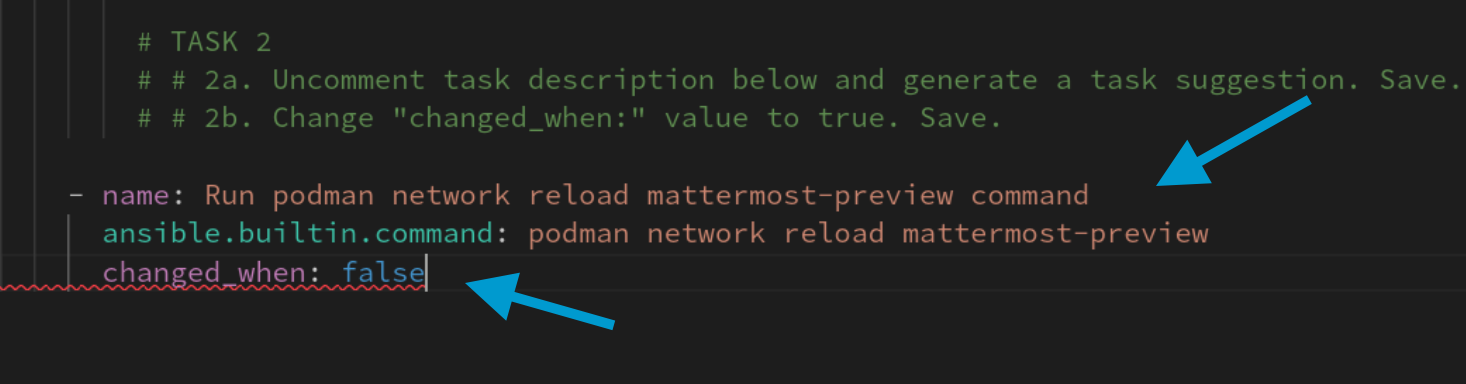 # TASK 2
# # 2a. Uncomment task description below and generate a task suggestion. Save.
# # 2b. Change "changed_when:" value to true. Save.
- name: Run podman network reload mattermost-preview command
ansible.builtin.command: podman network reload mattermost-preview
changed_when: false